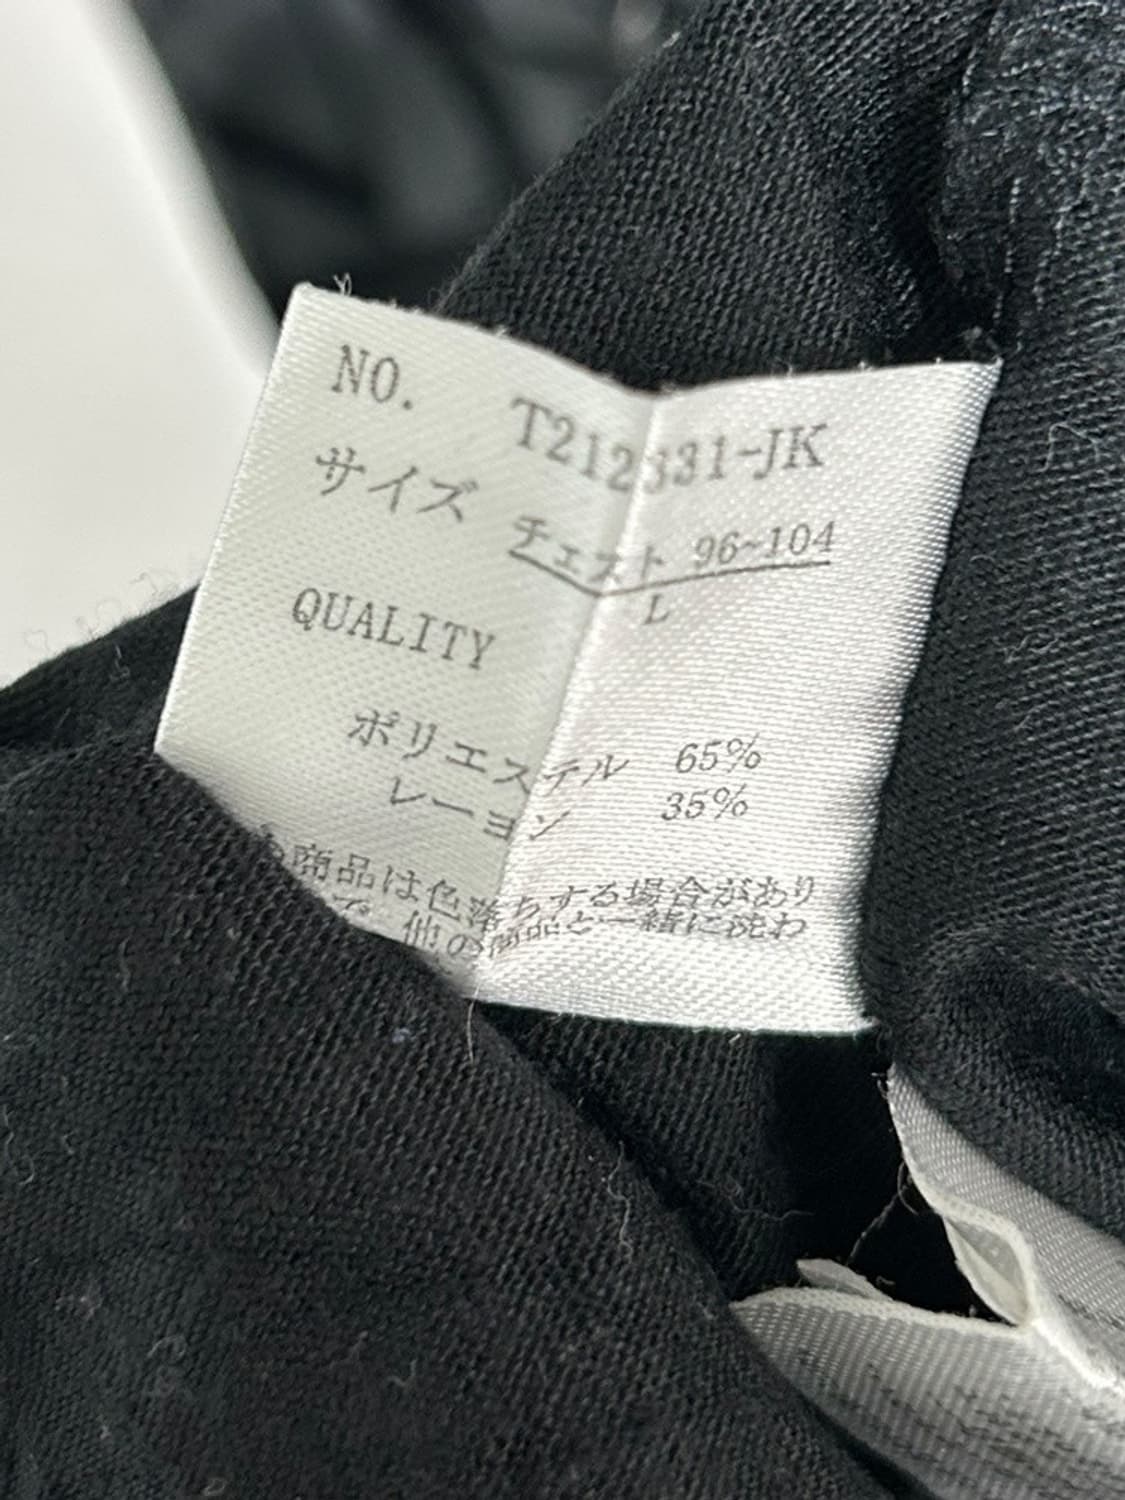 NO. T212331-JK
サイズ チェスト 96~104
L
QUALITY
ポリエステル 65%
レーヨン 35%
商品は色落ちする場合があり
で 他の商品と一緒に洗わ